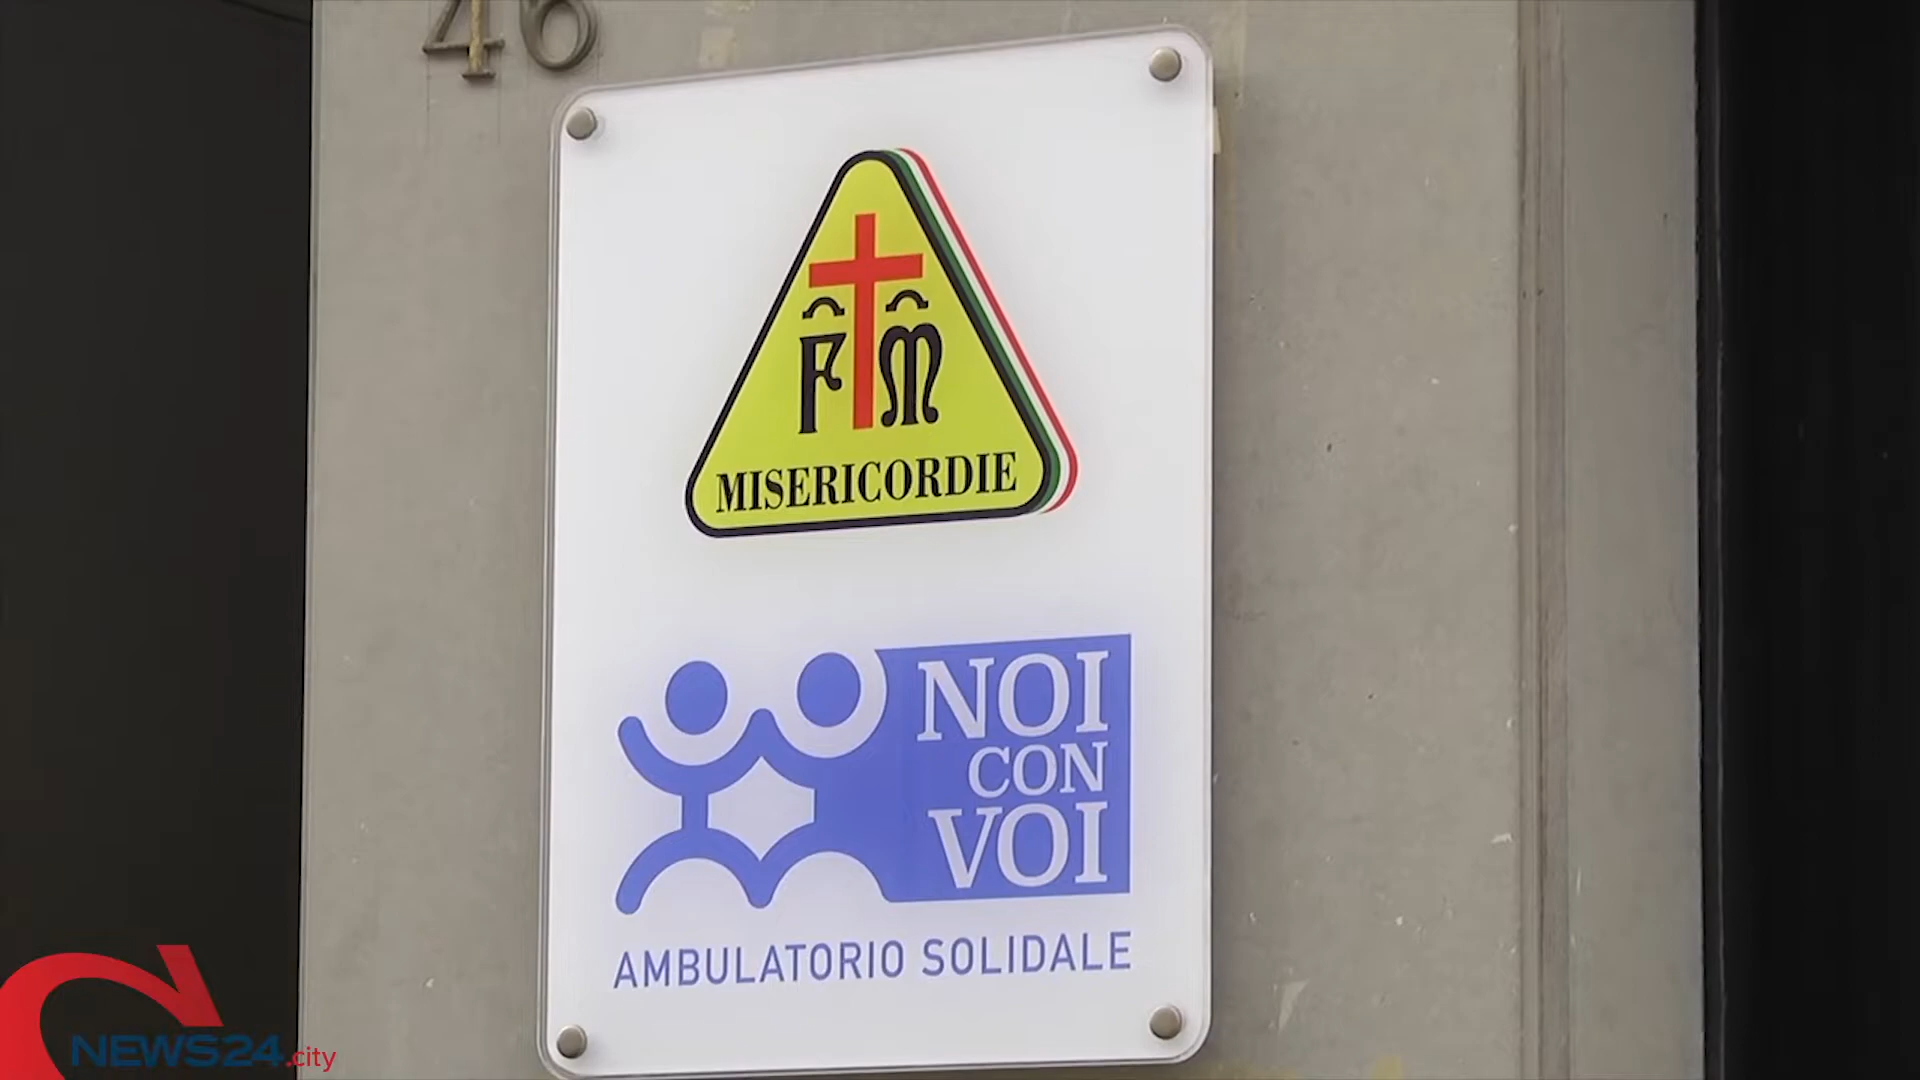 46
F M
MISERICORDIE
NOI
CON
VOI
AMBULATORIO SOLIDALE
NEWS24.city